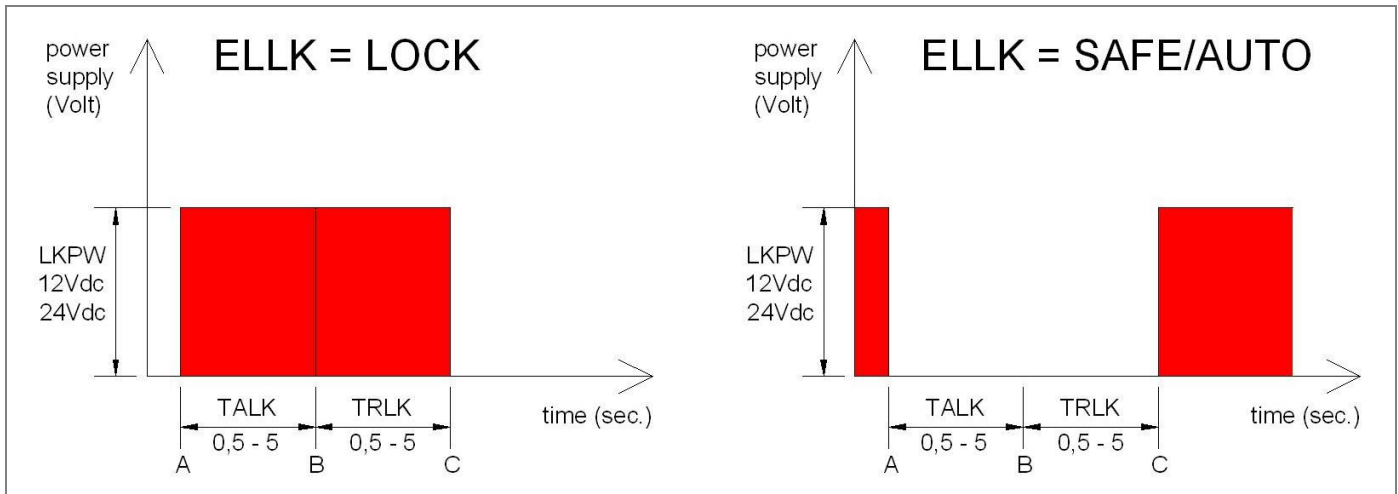 power
supply
(Volt)
ELLK = LOCK
LKPW
12Vdc
24Vdc
TALK
TRLK
0,5 - 5
0,5 - 5
time (sec.)
A
B
C
power
supply
(Volt)
ELLK = SAFE/AUTO
LKPW
12Vdc
24Vdc
TALK
TRLK
0,5 - 5
0,5 - 5
time (sec.)
A
B
C